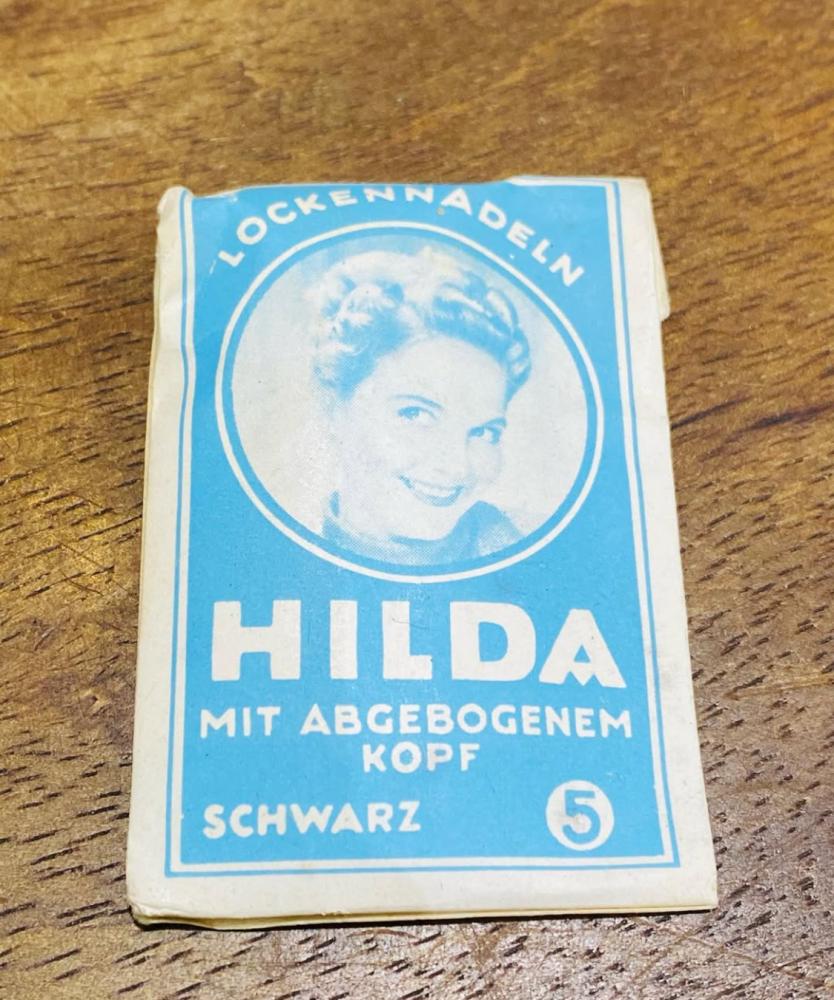 LOCKENNADELN
HILDA
MIT ABGEBOGENEM
KOPF
SCHWARZ 5